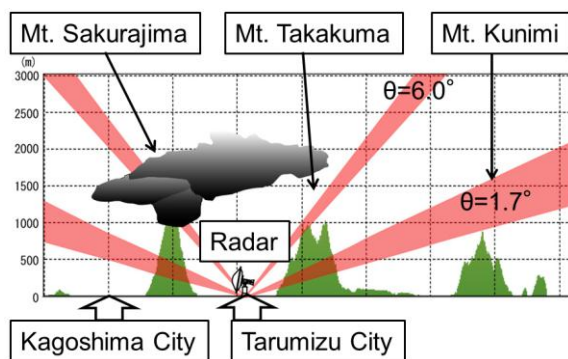 Mt. Sakurajima
Mt. Takakuma
Mt. Kunimi
(m)
3000
θ=6.0°
2500
2000
1500
θ=1.7°
1000
Radar
500
0
Kagoshima City
Tarumizu City